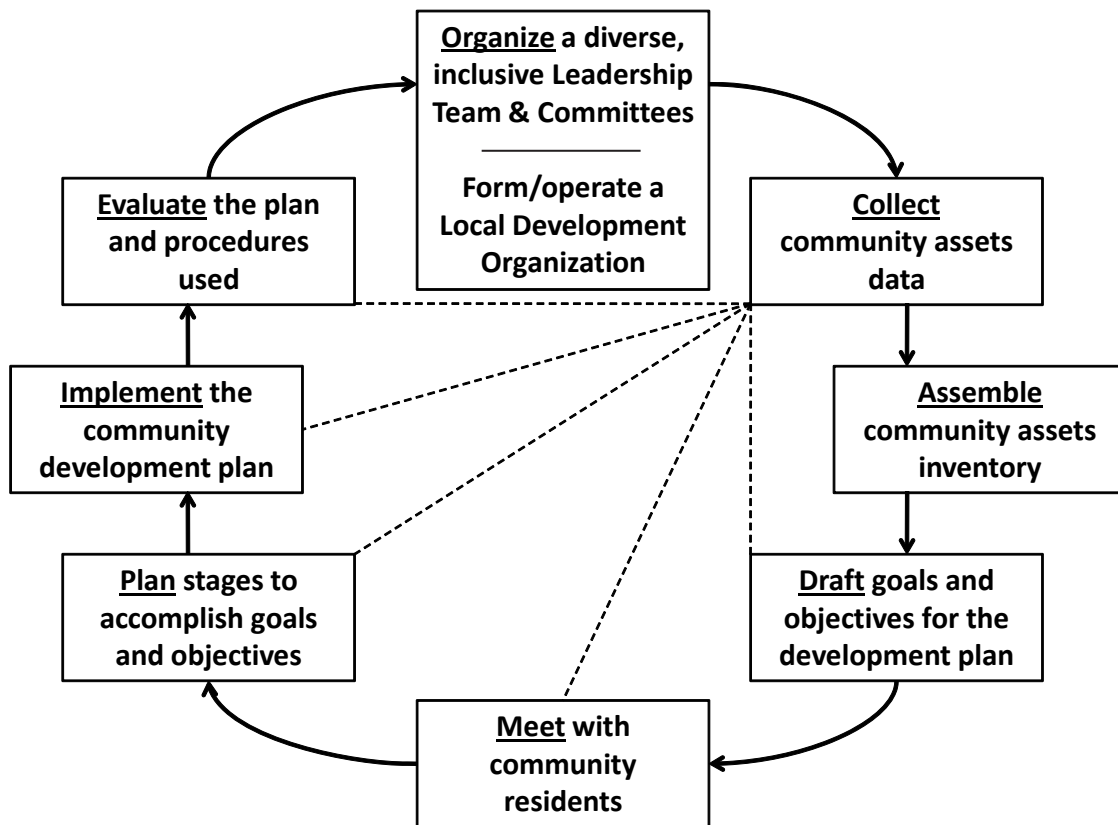 Organize a diverse,
inclusive Leadership
Team & Committees
Form/operate a
Local Development
Organization
Collect
community assets
data
Assemble
community assets
inventory
Draft goals and
objectives for the
development plan
Meet with
community
residents
Plan stages to
accomplish goals
and objectives
Implement the
community
development plan
Evaluate the plan
and procedures
used